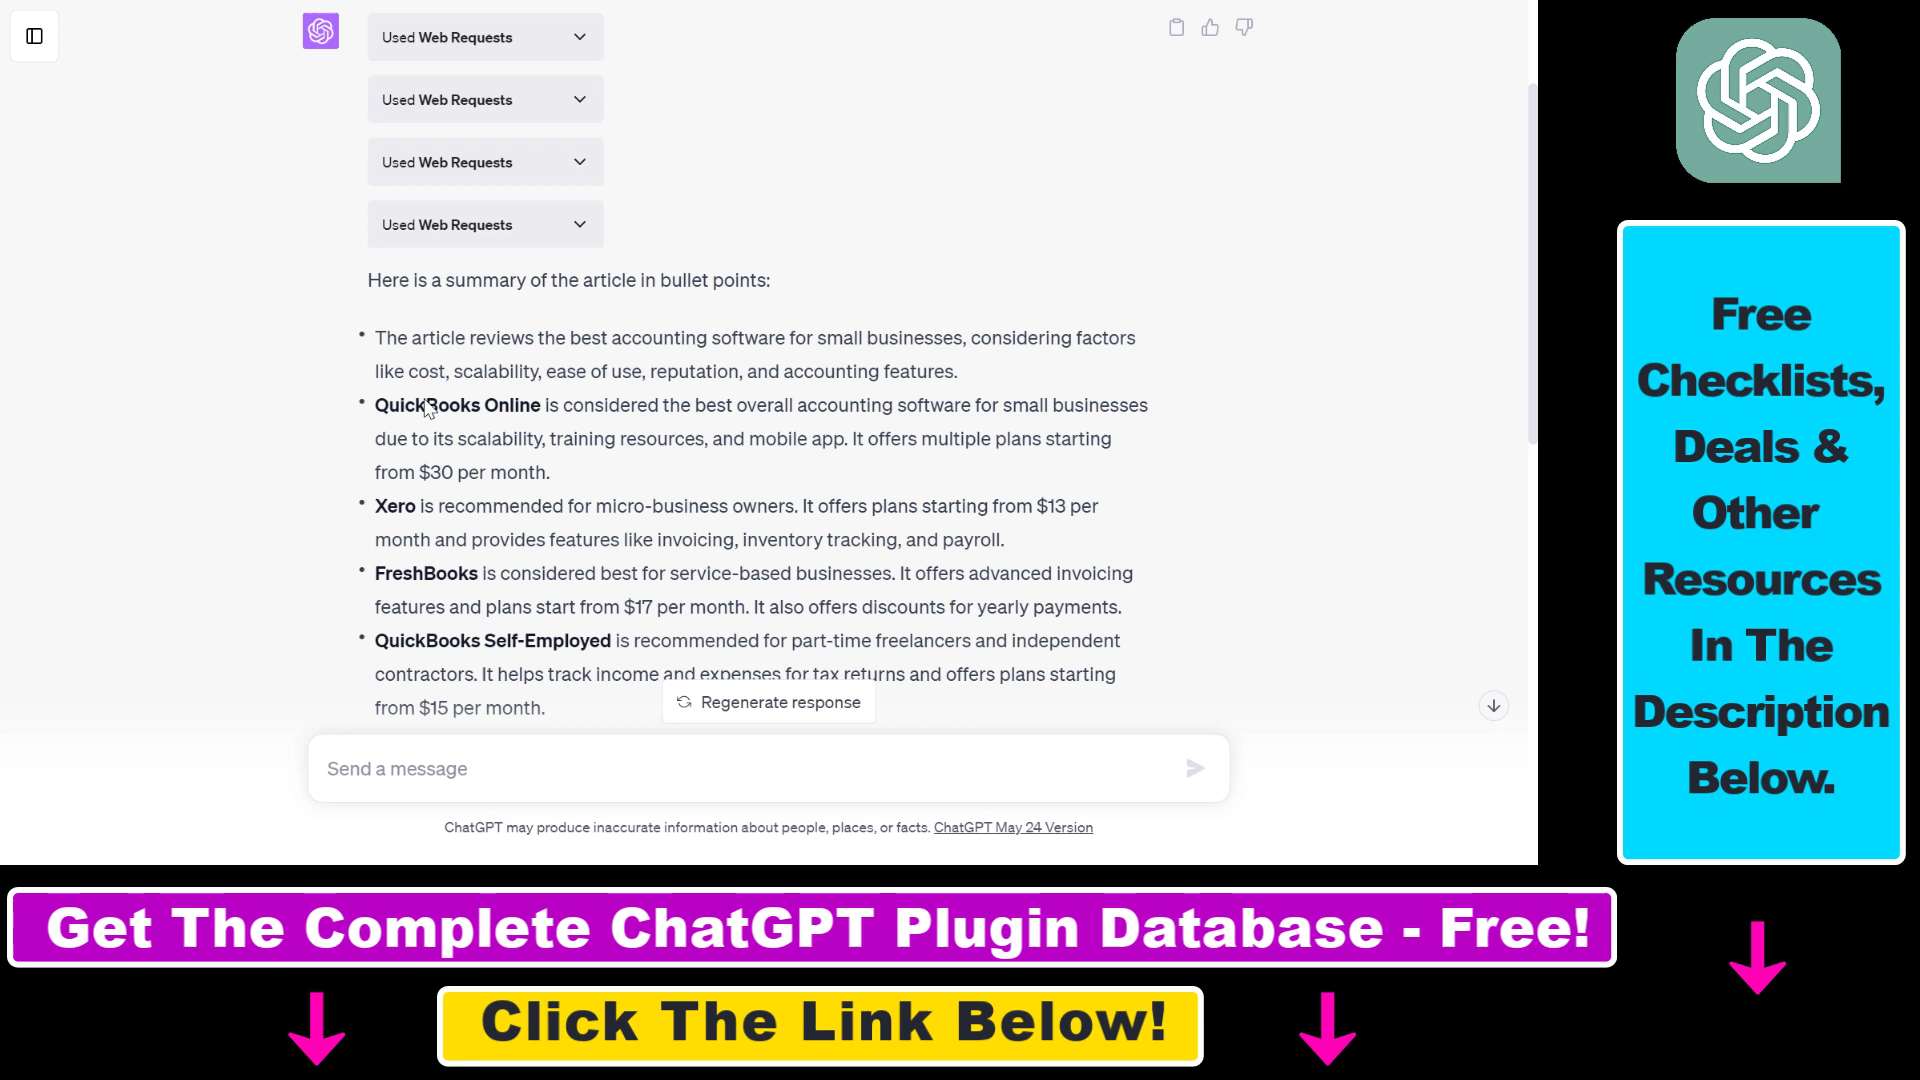 Used Web Requests
Used Web Requests
Used Web Requests
Used Web Requests
Here is a summary of the article in bullet points:
• The article reviews the best accounting software for small businesses, considering factors
like cost, scalability, ease of use, reputation, and accounting features.
• QuickBooks Online is considered the best overall accounting software for small businesses
due to its scalability, training resources, and mobile app. It offers multiple plans starting
from $30 per month.
• Xero is recommended for micro-business owners. It offers plans starting from $13 per
month and provides features like invoicing, inventory tracking, and payroll.
• FreshBooks is considered best for service-based businesses. It offers advanced invoicing
features and plans start from $17 per month. It also offers discounts for yearly payments.
• QuickBooks Self-Employed is recommended for part-time freelancers and independent
contractors. It helps track income and expenses for tax returns and offers plans starting
from $15 per month.
Regenerate response
Send a message
ChatGPT may produce inaccurate information about people, places, or facts. ChatGPT May 24 Version
Free
Checklists,
Deals &
Other
Resources
In The
Description
Below.
Get The Complete ChatGPT Plugin Database - Free!
Click The Link Below!